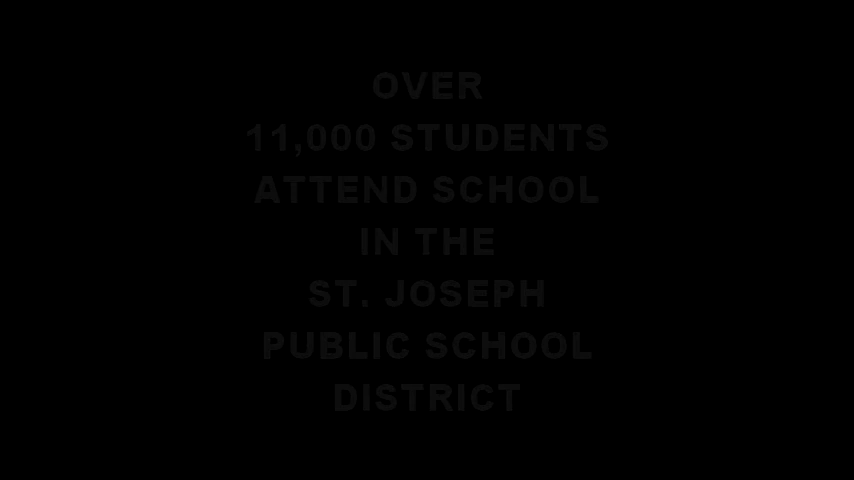 OVER
11,000 STUDENTS
ATTEND SCHOOL
IN THE
ST. JOSEPH
PUBLIC SCHOOL
DISTRICT